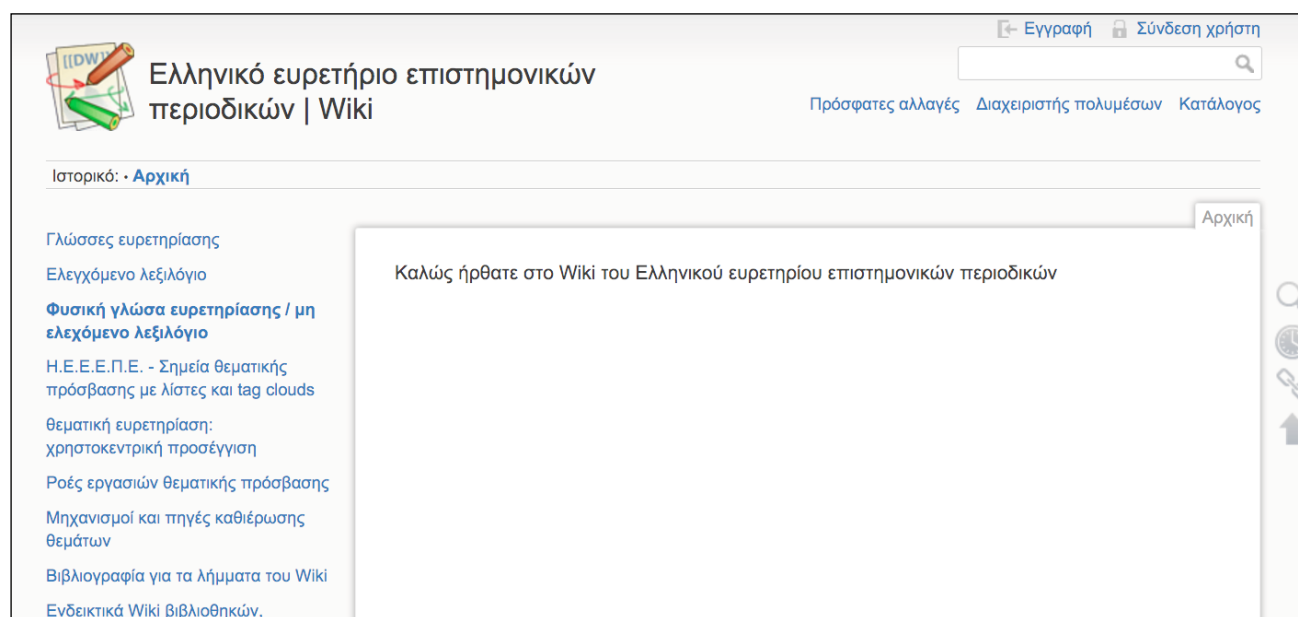 [[DW]]
Εγγραφή Σύνδεση χρήστη
Ελληνικό ευρετήριο επιστημονικών
περιοδικών | Wiki
Πρόσφατες αλλαγές Διαχειριστής πολυμέσων Κατάλογος
Ιστορικό: • Αρχική
Αρχική
Γλώσσες ευρετηρίασης
Ελεγχόμενο λεξιλόγιο
Φυσική γλώσα ευρετηρίασης / μη
ελεχόμενο λεξιλόγιο
Η.Ε.Ε.Ε.Π.Ε. - Σημεία θεματικής
πρόσβασης με λίστες και tag clouds
θεματική ευρετηρίαση:
χρηστοκεντρική προσέγγιση
Ροές εργασιών θεματικής πρόσβασης
Μηχανισμοί και πηγές καθιέρωσης
θεμάτων
Βιβλιογραφία για τα λήμματα του Wiki
Ενδεικτικά Wiki βιβλιοθηκών,
Καλώς ήρθατε στο Wiki του Ελληνικού ευρετηρίου επιστημονικών περιοδικών